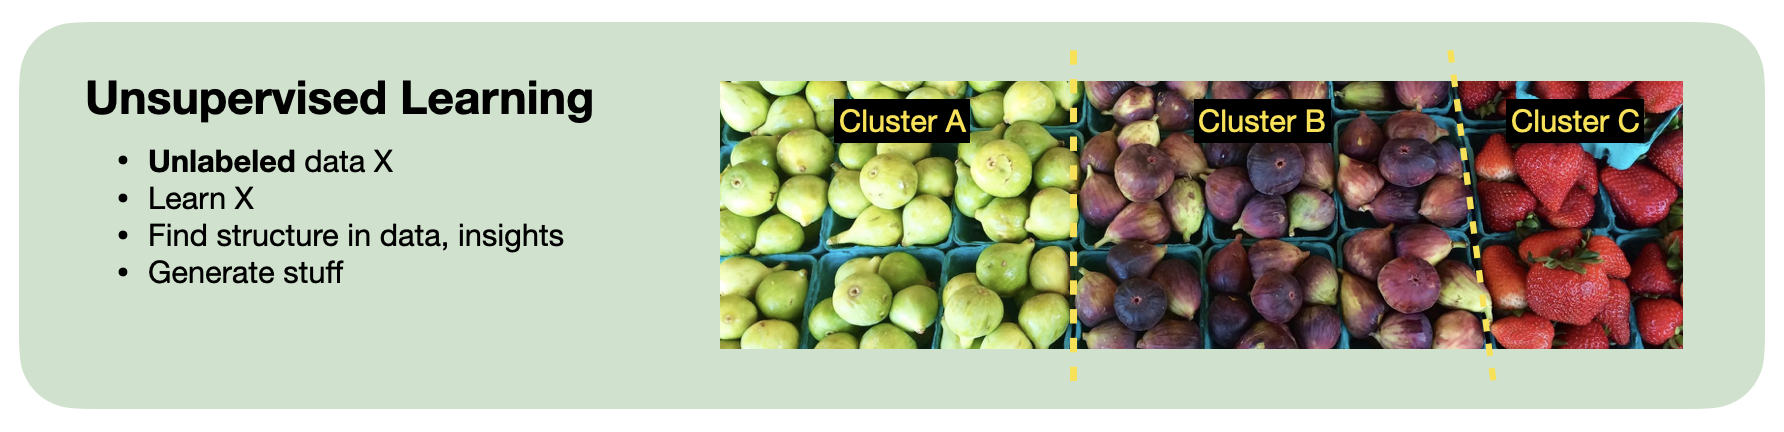 Unsupervised Learning
• Unlabeled data X
• Learn X
• Find structure in data, insights
• Generate stuff
Cluster A
Cluster B
Cluster C